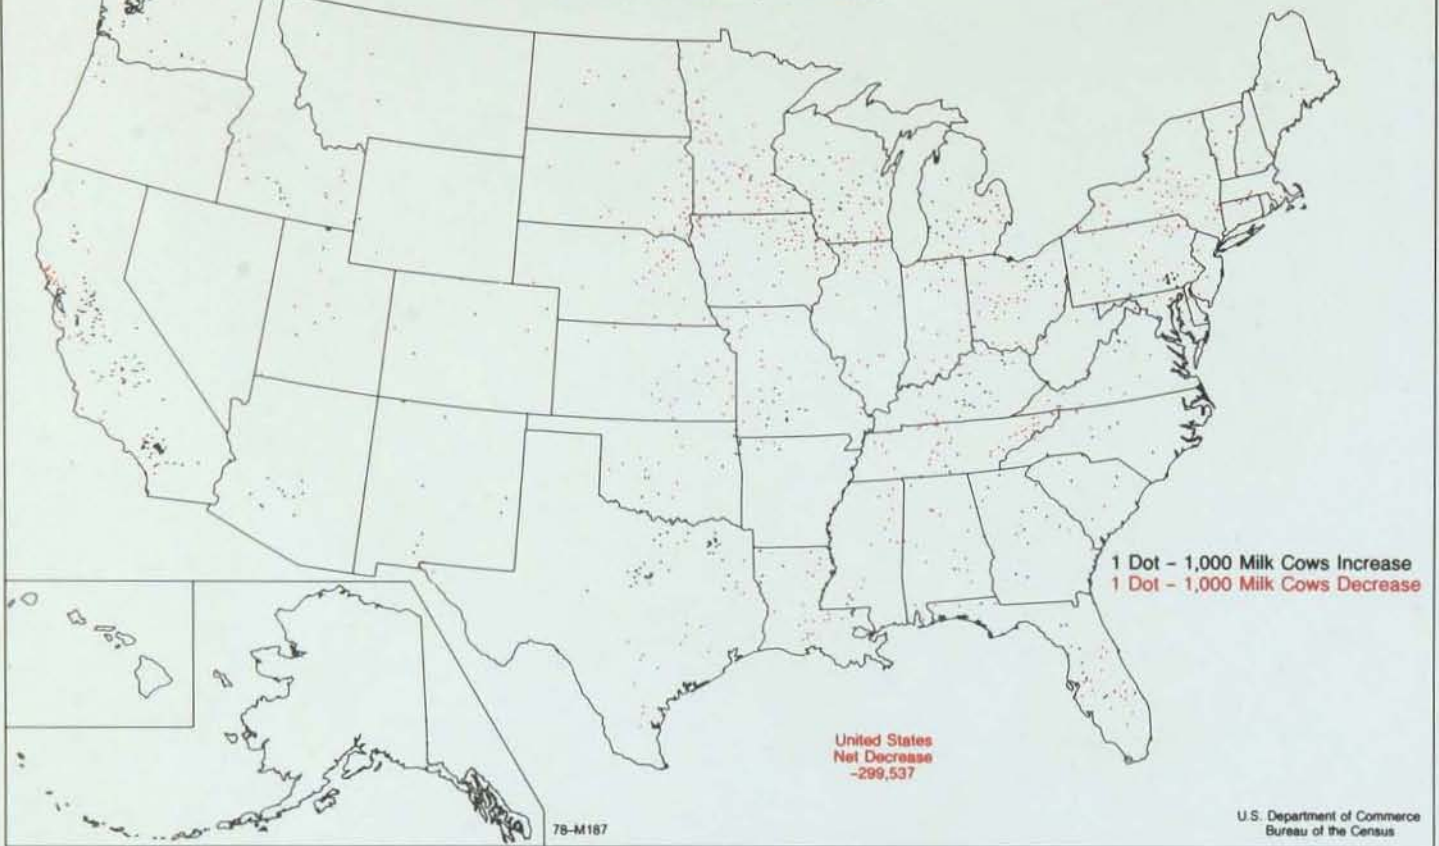 1 Dot – 1,000 Milk Cows Increase
1 Dot – 1,000 Milk Cows Decrease
United States
Net Decrease
–299,537
78–M187
U.S. Department of Commerce
Bureau of the Census